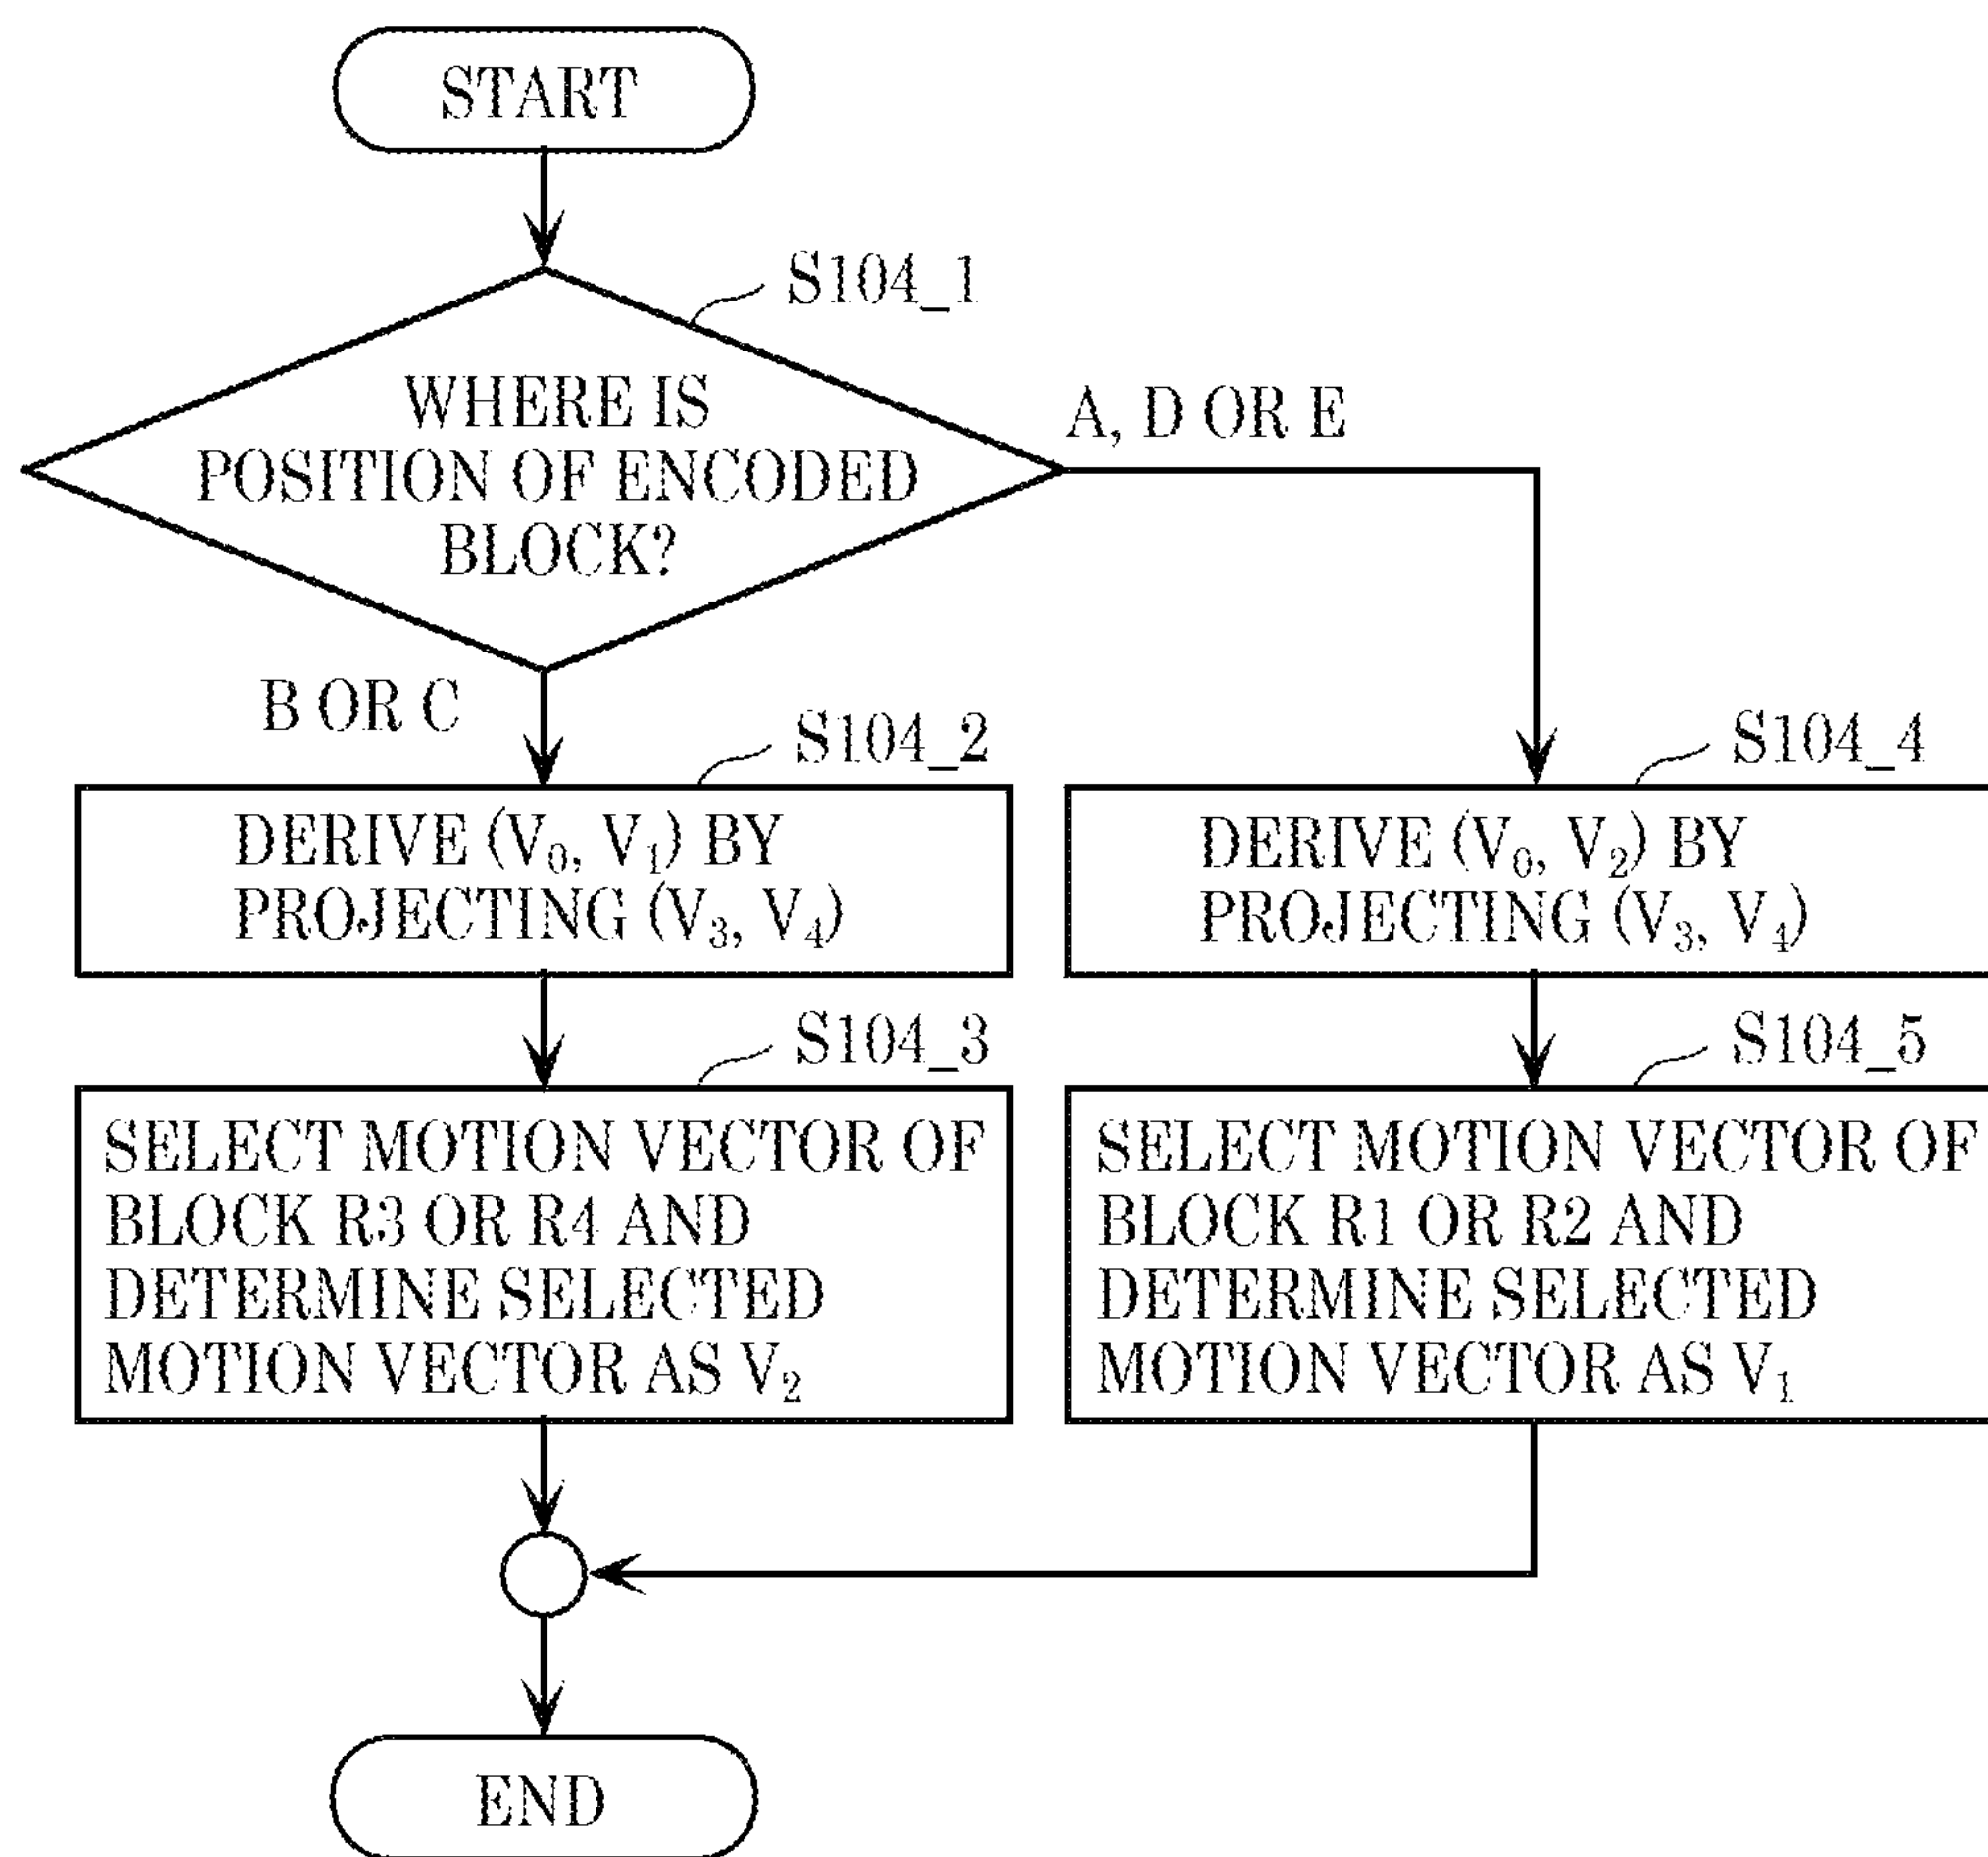 START
S104_1
WHERE IS
POSITION OF ENCODED
BLOCK?
A, D OR E
B OR C
S104_2
DERIVE (V₀, V₁) BY
PROJECTING (V₃, V₄)
S104_4
DERIVE (V₀, V₂) BY
PROJECTING (V₃, V₄)
S104_3
SELECT MOTION VECTOR OF
BLOCK R3 OR R4 AND
DETERMINE SELECTED
MOTION VECTOR AS V₂
S104_5
SELECT MOTION VECTOR OF
BLOCK R1 OR R2 AND
DETERMINE SELECTED
MOTION VECTOR AS V₁
END